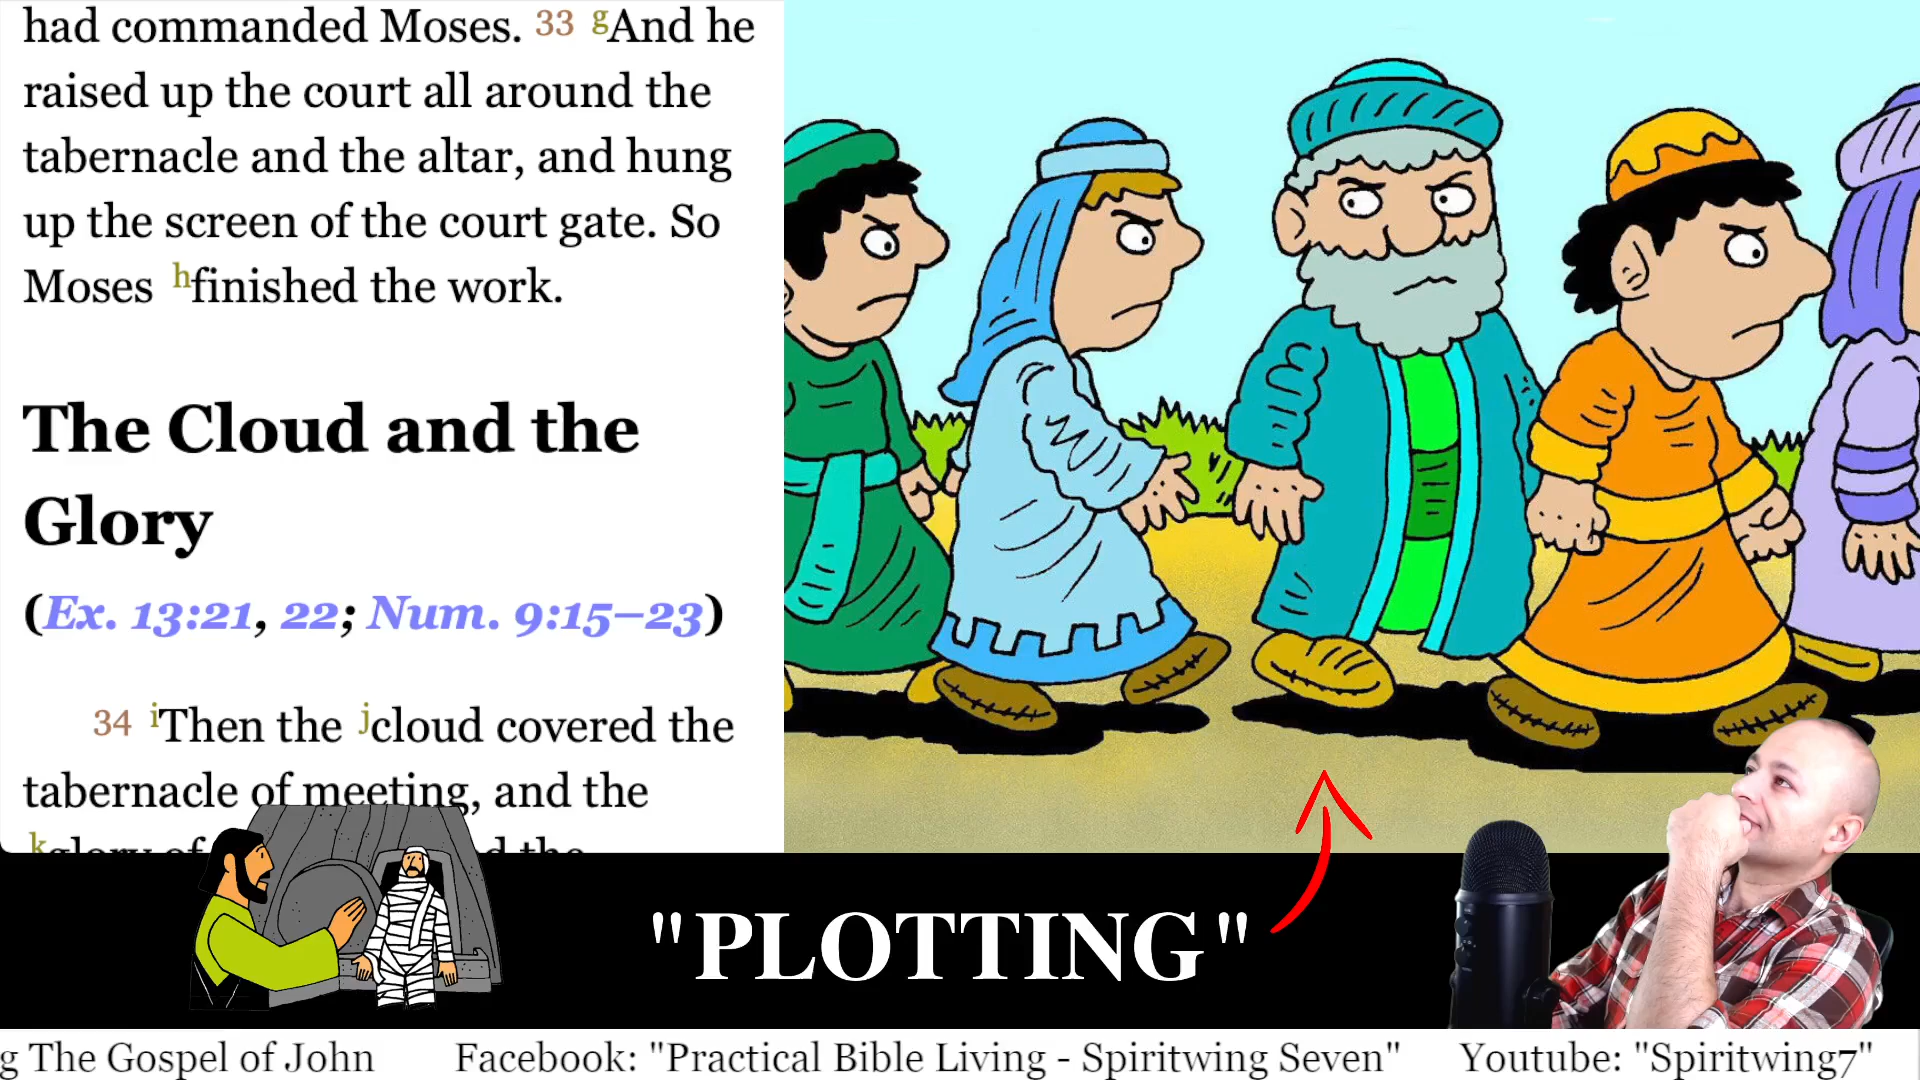 had commanded Moses. 33 gAnd he
raised up the court all around the
tabernacle and the altar, and hung
up the screen of the court gate. So
Moses hfinished the work.
The Cloud and the
Glory
(Ex. 13:21, 22; Num. 9:15–23)
34 iThen the jcloud covered the
tabernacle of meeting, and the
kglory of d the
"PLOTTING"
g The Gospel of John Facebook: "Practical Bible Living - Spiritwing Seven" Youtube: "Spiritwing7"